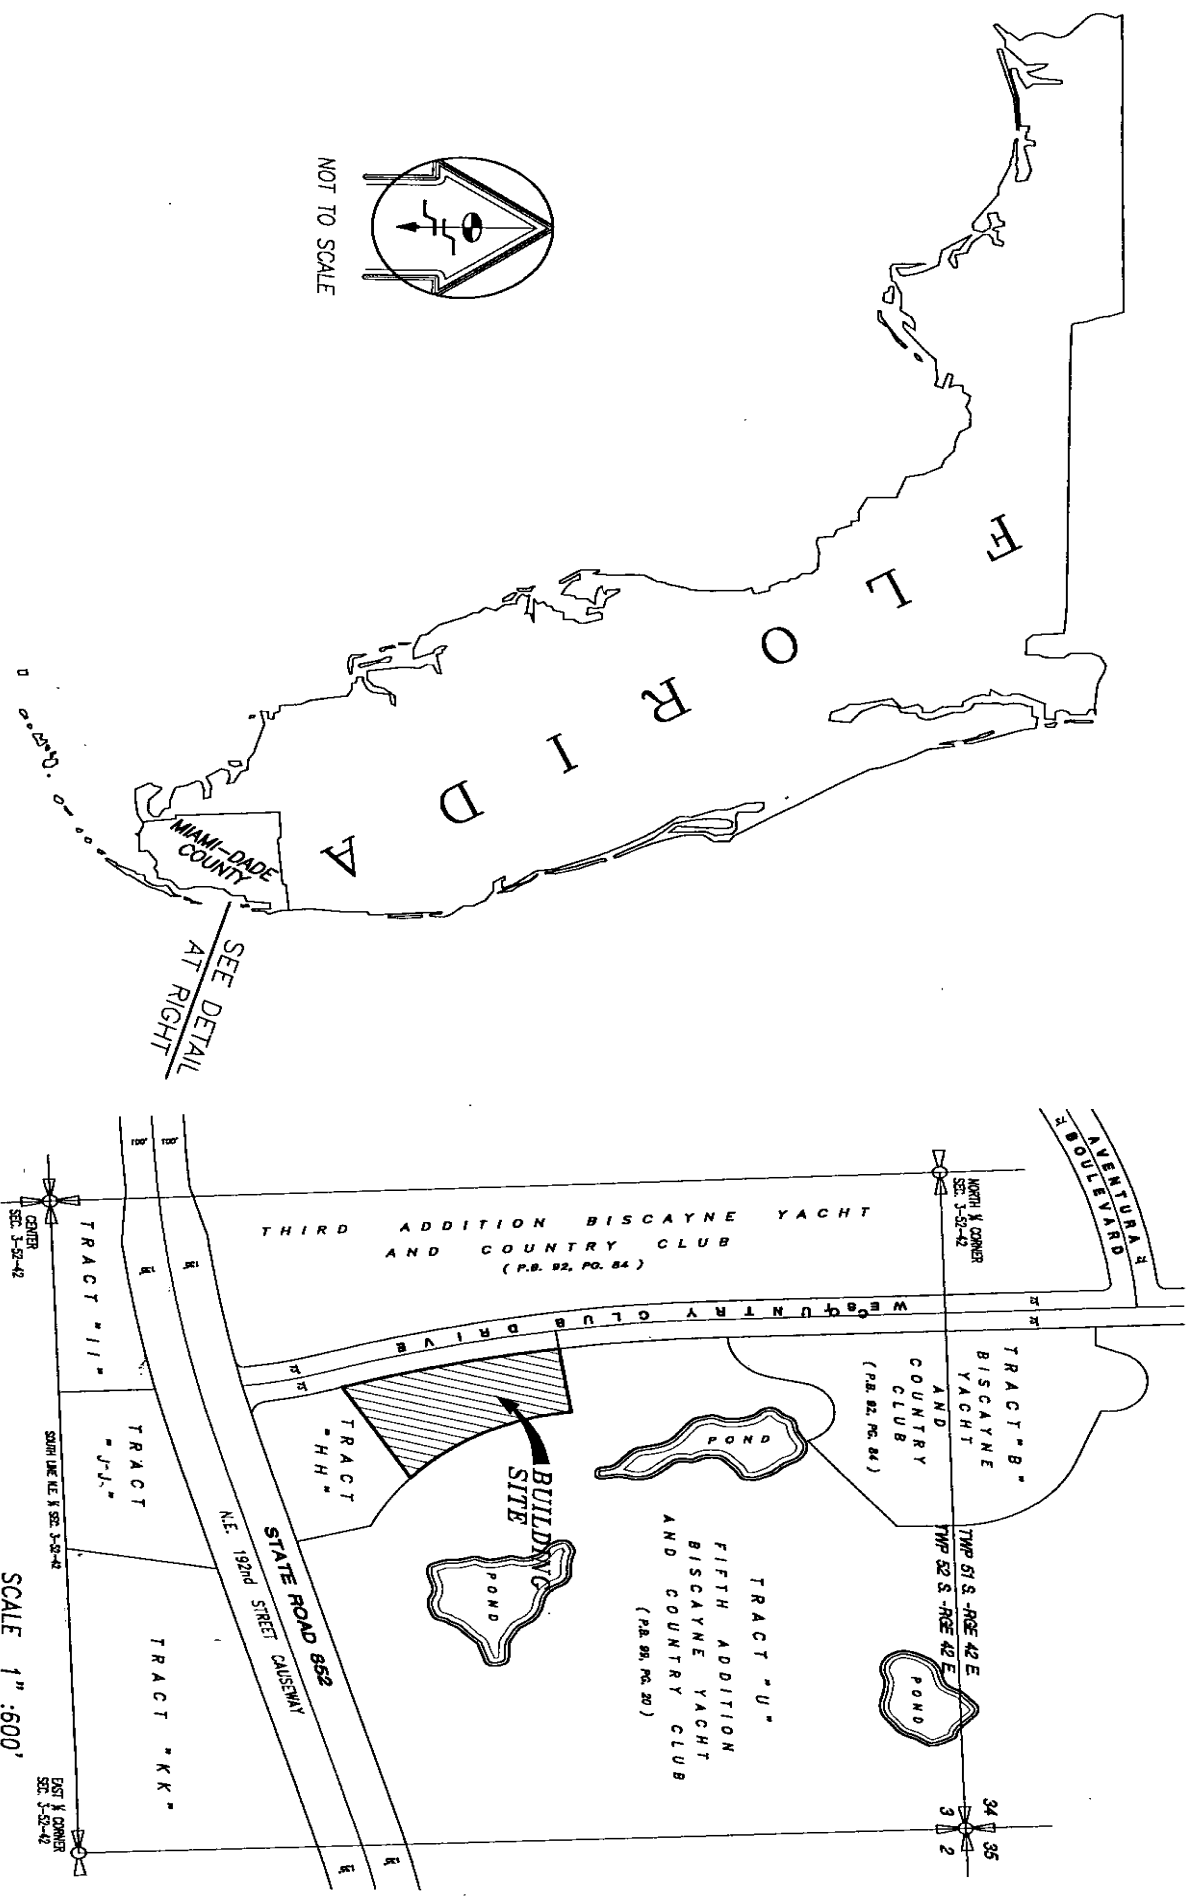 NOT TO SCALE
FLORIDA
MIAMI-DADE
COUNTY
SEE DETAIL
AT RIGHT
AVENTURA
BOULEVARD
NORTH ¼ CORNER
SEC. 3-52-42
THIRD ADDITION BISCAYNE YACHT
AND COUNTRY CLUB
( P.B. 92, PG. 84 )
COUNTRY CLUB DRIVE
TRACT "B"
BISCAYNE
YACHT
AND
COUNTRY
CLUB
( P.B. 92, PG. 84 )
TWP 51 S.-RGE 42 E
TWP 52 S.-RGE 42 E
34
35
3
2
POND
POND
POND
TRACT "U"
FIFTH ADDITION
BISCAYNE YACHT
AND COUNTRY CLUB
( P.B. 99, PG. 20 )
BUILDING
SITE
TRACT
"HH"
STATE ROAD 852
N.E. 192nd STREET CAUSEWAY
100'
100'
TRACT "II"
TRACT
"JJ"
TRACT "KK"
CENTER
SEC. 3-52-42
SOUTH LINE N.E. ¼ SEC. 3-52-42
EAST ¼ CORNER
SEC. 3-52-42
SCALE 1" :600'